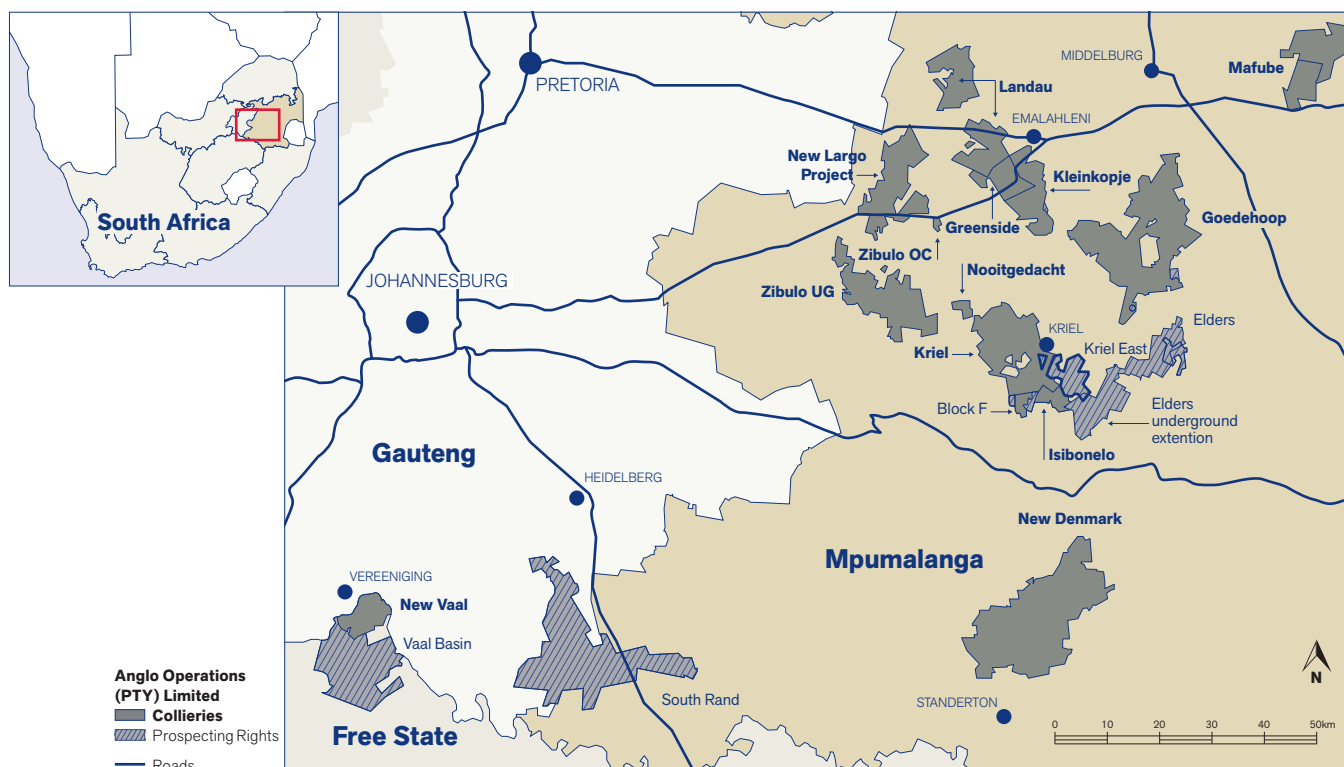 PRETORIA
MIDDELBURG
Mafube
Landau
EMALAHLENI
New Largo
Project
Kleinkopje
Goedehoop
Greenside
South Africa
Zibulo OC
Nooitgedacht
JOHANNESBURG
Zibulo UG
Elders
KRIEL
Kriel East
Kriel
Block F
Elders
underground
extention
Isibonelo
Gauteng
HEIDELBERG
New Denmark
Mpumalanga
VEREENIGING
New Vaal
Vaal Basin
South Rand
STANDERTON
N
Free State
Anglo Operations
(PTY) Limited
Collieries
Prospecting Rights
Roads
0 10 20 30 40 50km